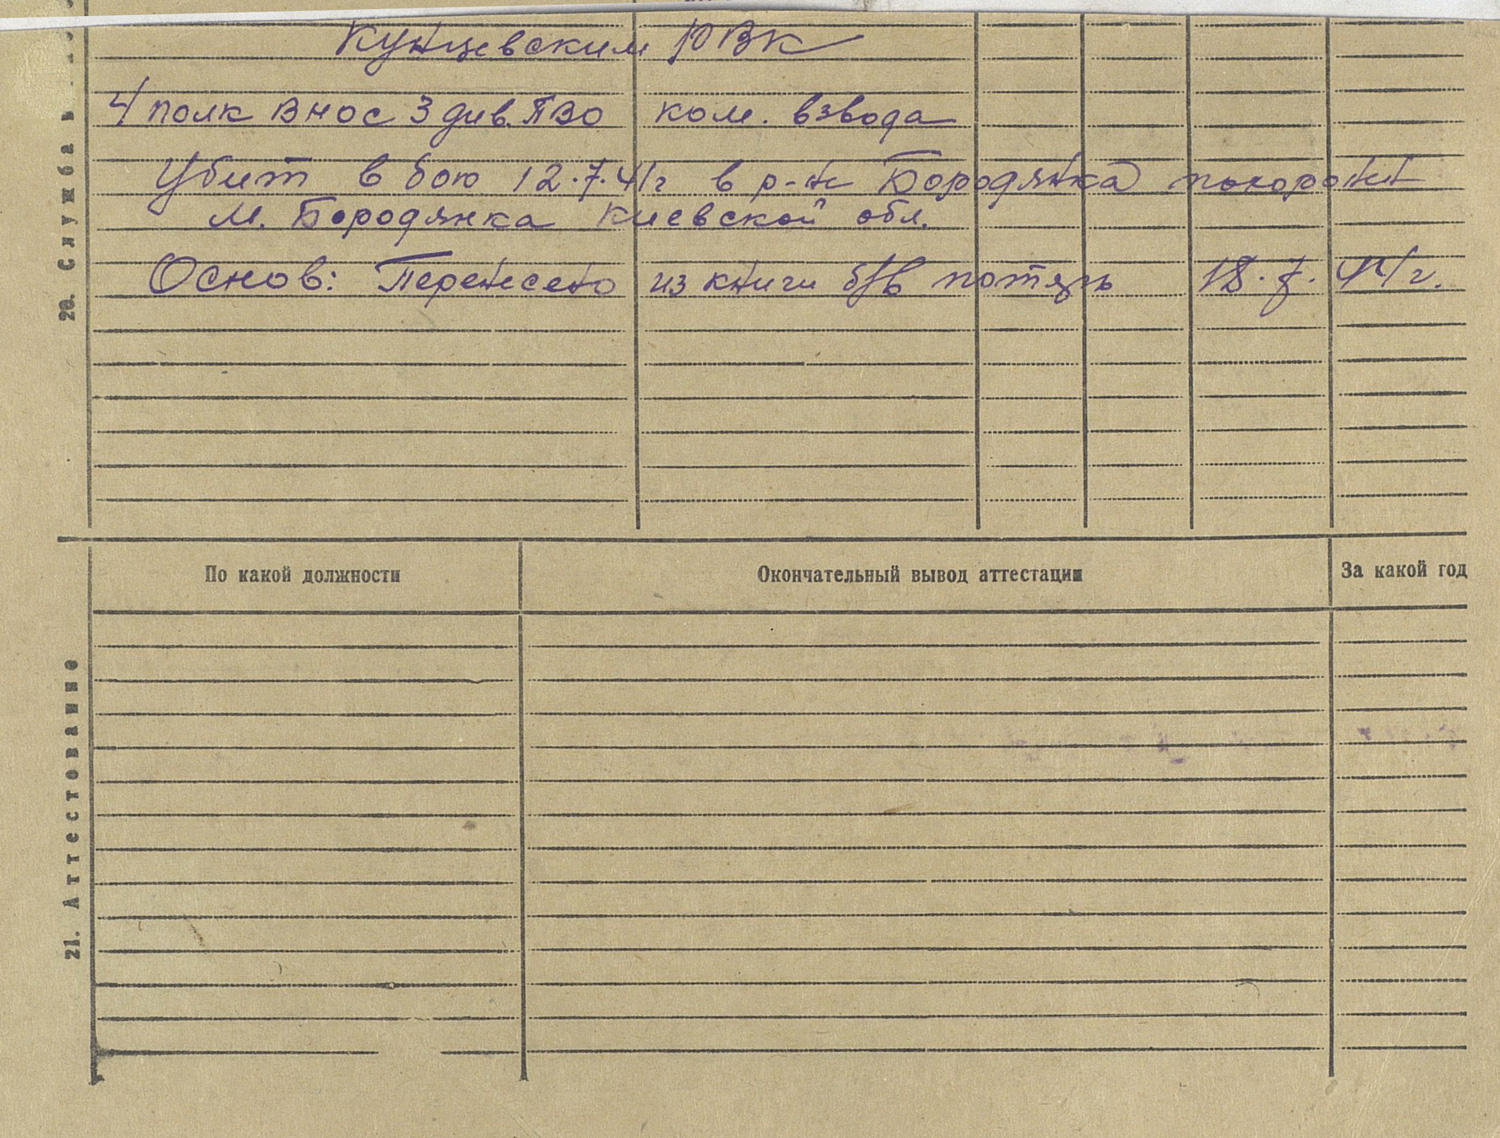 Кунцевским РВК
4 полк ВНОС 3 див. ПВО ком. взвода
Убит в бою 12.7.41г в р-не Бородянка похоронен
м. Бородянка Киевской обл.
Основ: Перенесено из книги б/в потерь 18.7.41г.
20. Служба в
По какой должности
Окончательный вывод аттестации
За какой год
21. Аттестование